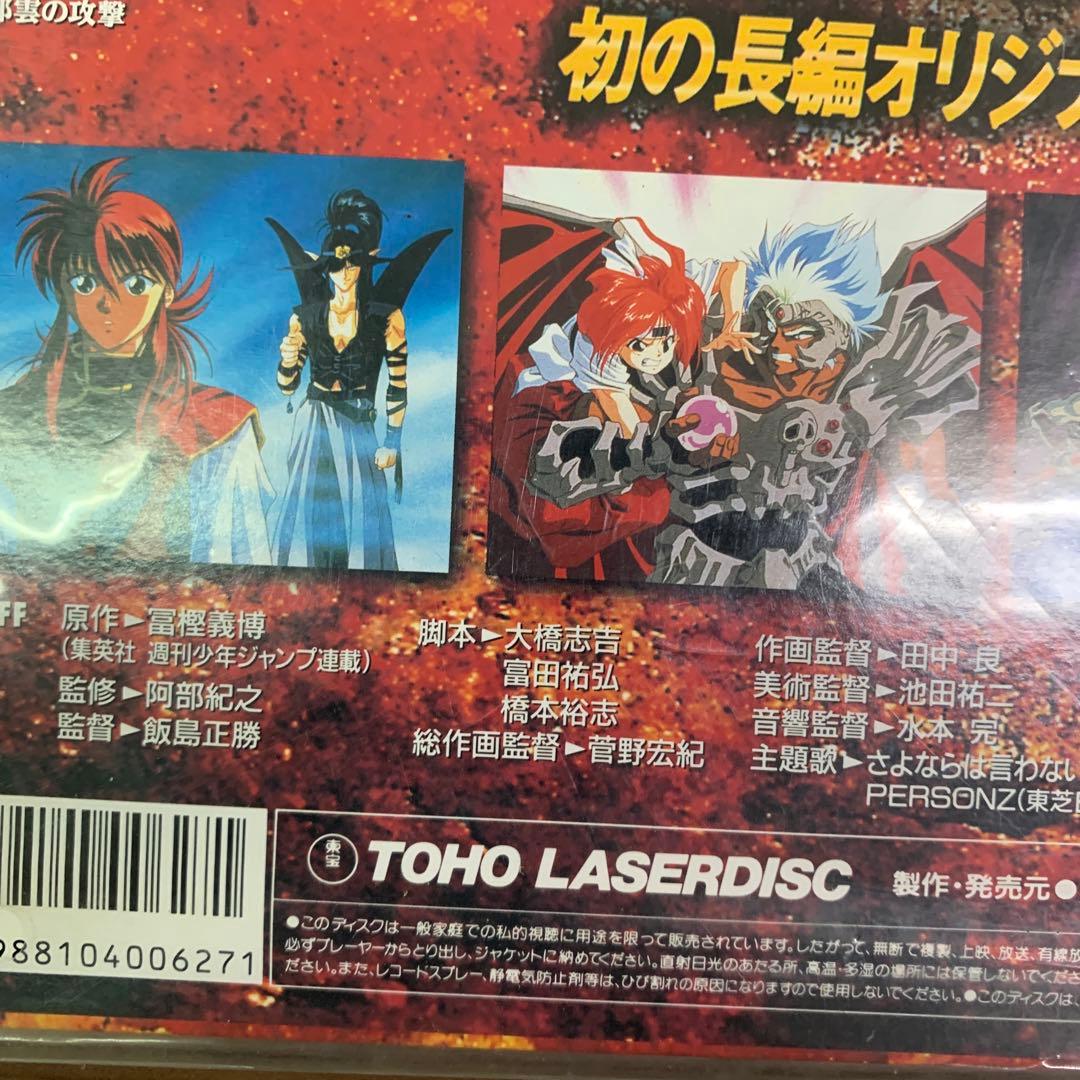 耶雲の攻撃
初の長編オリジナ
FF
原作▶冨樫義博
(集英社 週刊少年ジャンプ連載)
監修▶阿部紀之
監督▶飯島正勝
脚本▶大橋志吉
富田祐弘
橋本裕志
総作画監督▶菅野宏紀
作画監督▶田中 良
美術監督▶池田祐二
音響監督▶水本 完
主題歌▶さよならは言わない
PERSONZ(東芝
988104006271
東宝 TOHO LASERDISC 製作・発売元●
●このディスクは一般家庭での私的視聴に用途を限って販売されています。したがって、無断で複製、上映、放送、有線放
必ずプレーヤーからとり出し、ジャケットに納めてください。直射日光のあたる所、高温・多湿の場所には保管しないでくださ
ださい。また、レコードスプレー、静電気防止剤等は、ひび割れの原因になりますので使用しないでください。●このディスクは、